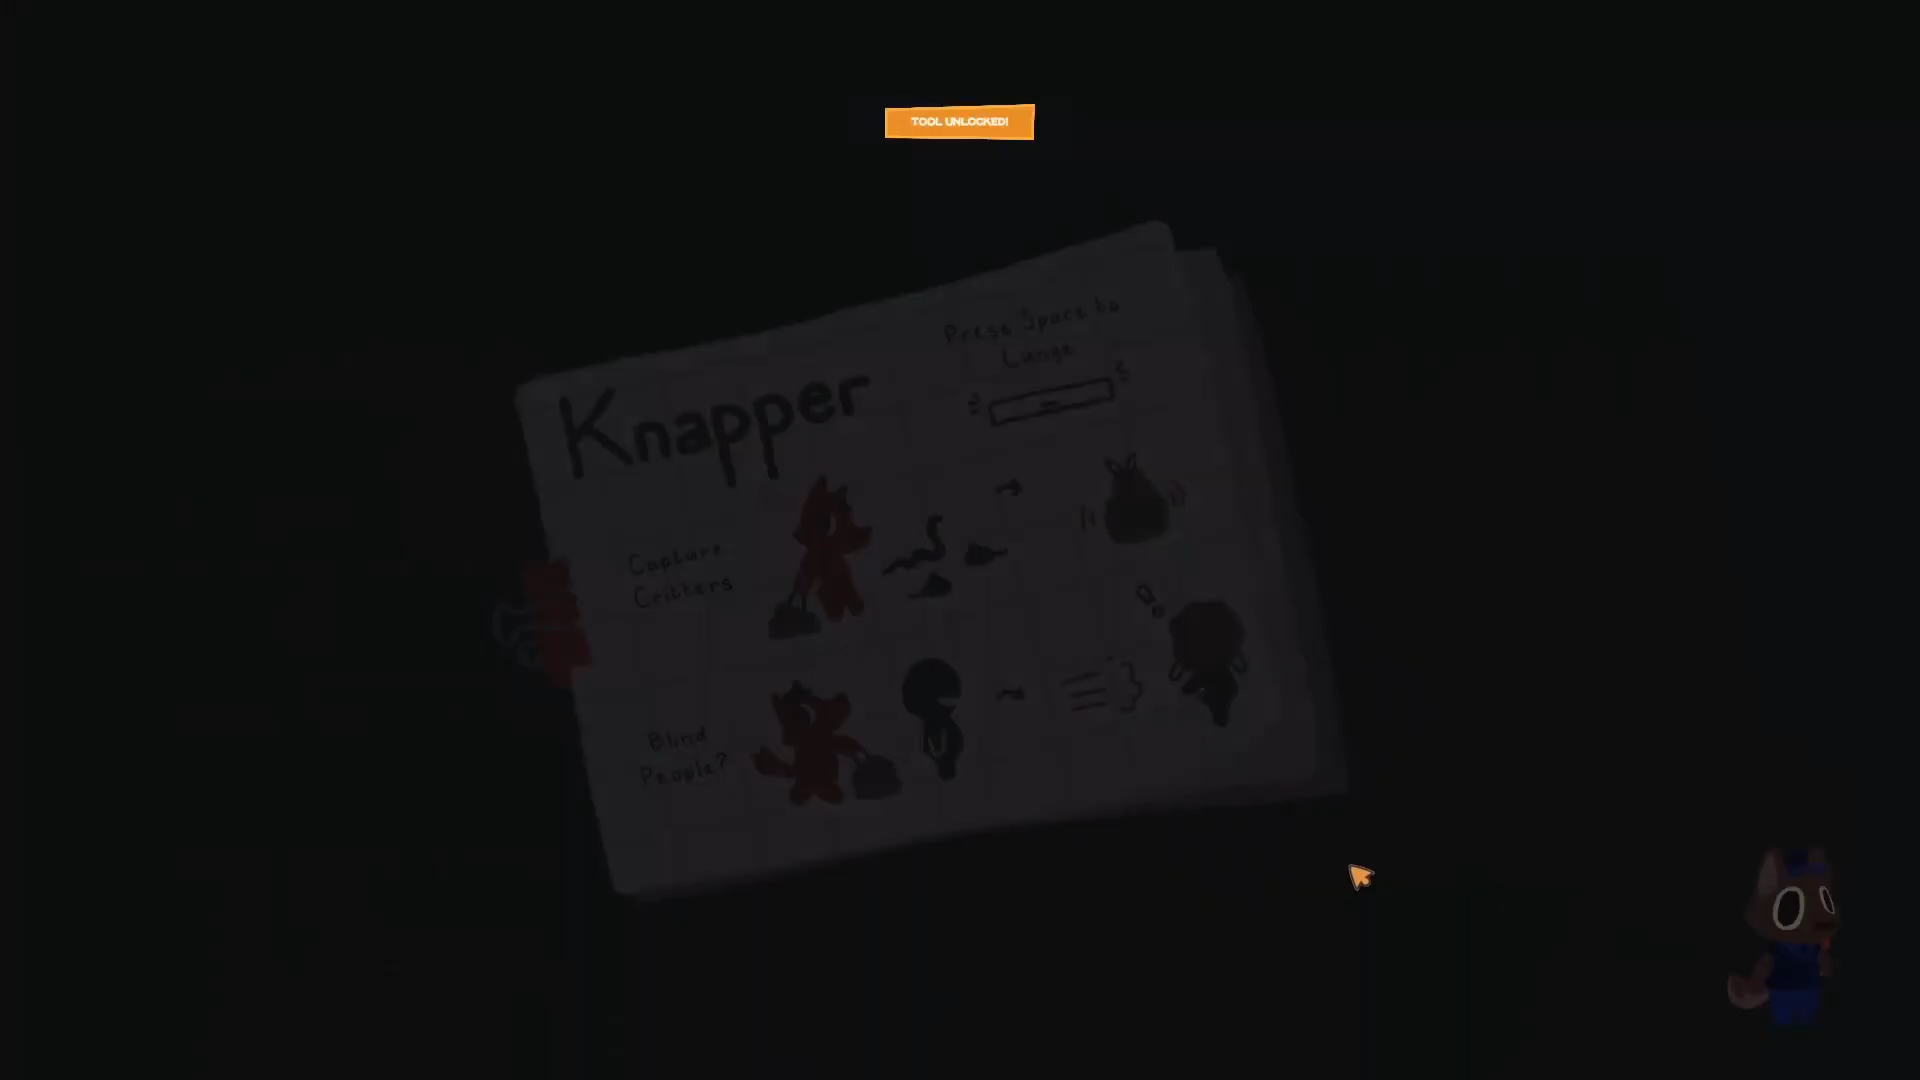 TOOL UNLOCKED!
Press Space to
Lunge
Knapper
Capture
Critters
Blind
People?